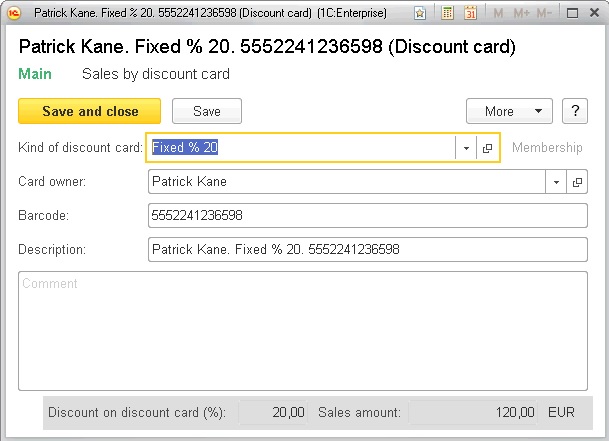 Patrick Kane. Fixed % 20. 5552241236598 (Discount card) (1C:Enterprise) 31 M M+ M-
Patrick Kane. Fixed % 20. 5552241236598 (Discount card)
Main Sales by discount card
Save and close Save More ?
Kind of discount card: Fixed % 20 Membership
Card owner: Patrick Kane
Barcode: 5552241236598
Description: Patrick Kane. Fixed % 20. 5552241236598
Comment
Discount on discount card (%): 20,00 Sales amount: 120,00 EUR